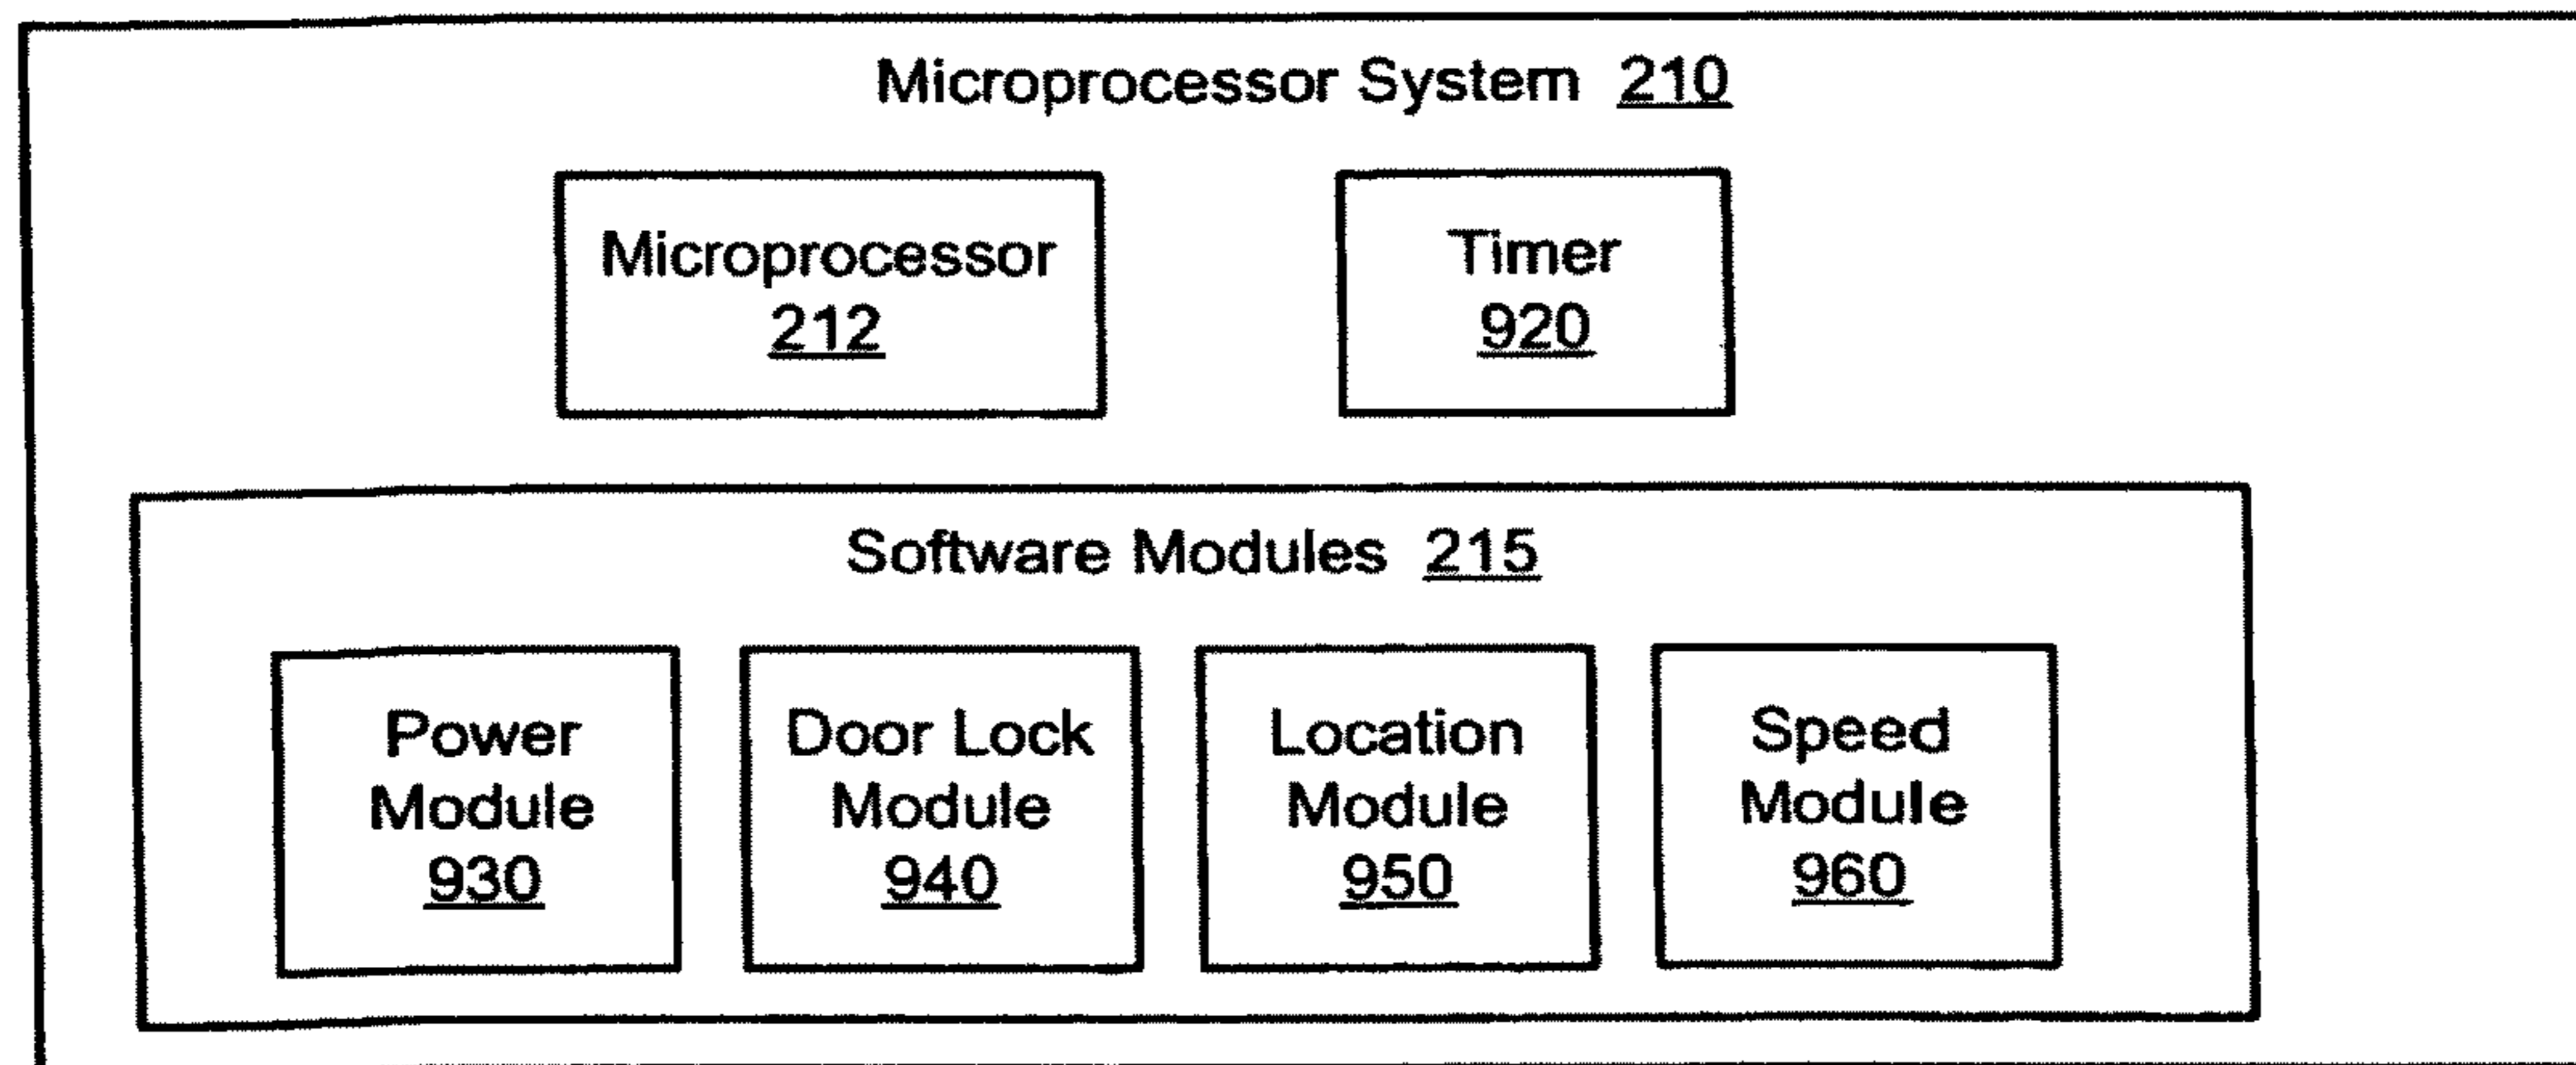 Microprocessor System 210
Microprocessor
212
Timer
920
Software Modules 215
Power
Module
930
Door Lock
Module
940
Location
Module
950
Speed
Module
960